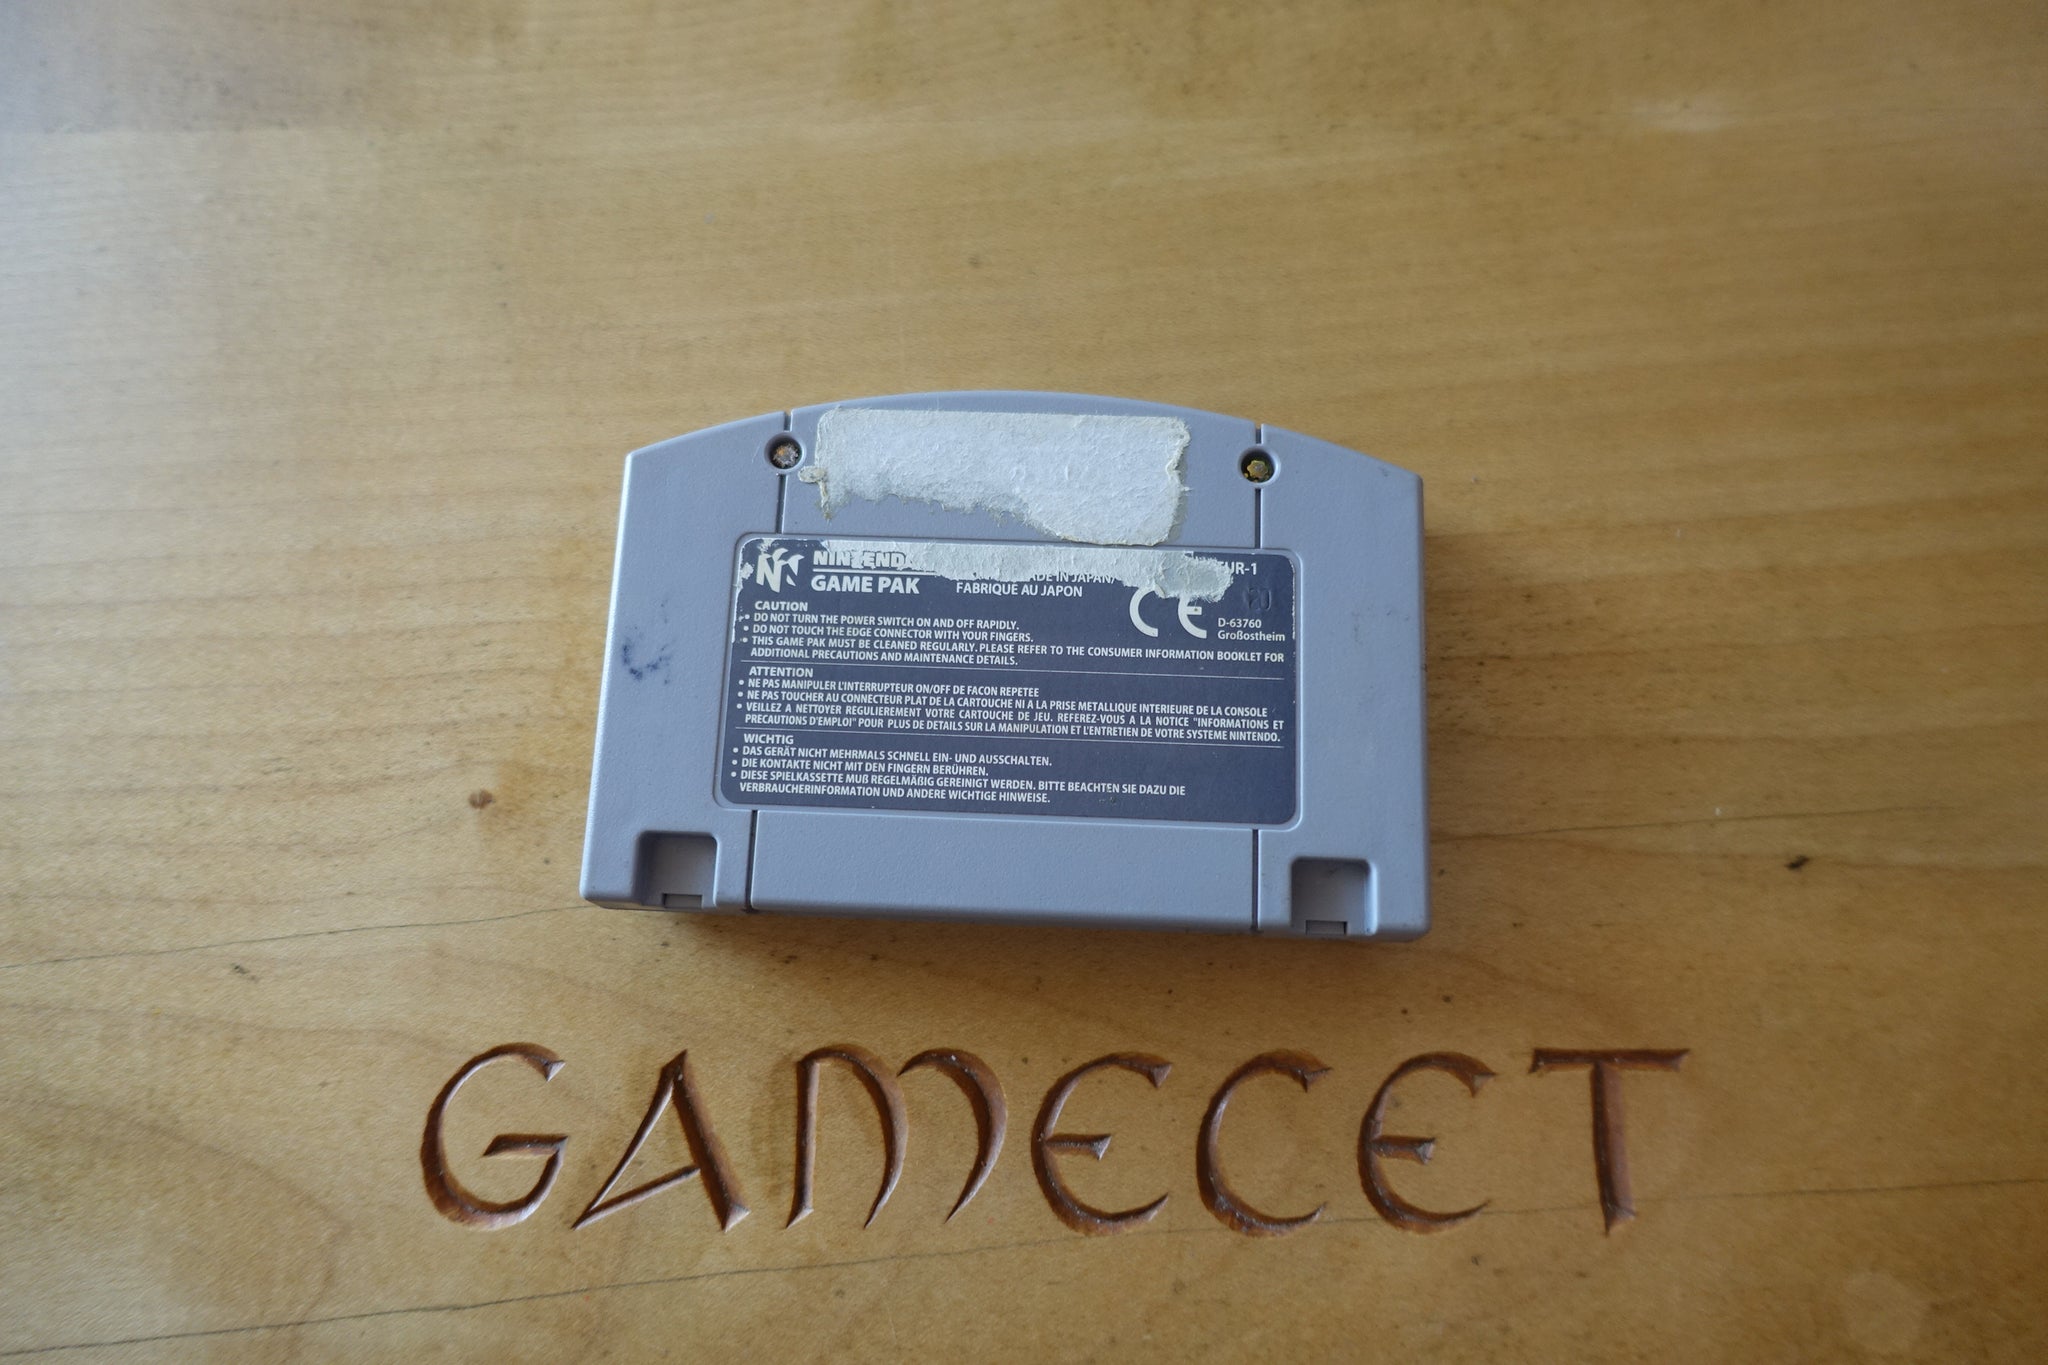 GAME PAK
FABRIQUE AU JAPON
CE
D-63760
Großostheim
CAUTION
• DO NOT TURN THE POWER SWITCH ON AND OFF RAPIDLY.
• DO NOT TOUCH THE EDGE CONNECTOR WITH YOUR FINGERS.
• THIS GAME PAK MUST BE CLEANED REGULARLY. PLEASE REFER TO THE CONSUMER INFORMATION BOOKLET FOR
ADDITIONAL PRECAUTIONS AND MAINTENANCE DETAILS.
ATTENTION
• NE PAS MANIPULER L'INTERRUPTEUR ON/OFF DE FACON REPETEE
• NE PAS TOUCHER AU CONNECTEUR PLAT DE LA CARTOUCHE NI A LA PRISE METALLIQUE INTERIEURE DE LA CONSOLE
• VEILLEZ A NETTOYER REGULIEREMENT VOTRE CARTOUCHE DE JEU. REFEREZ-VOUS A LA NOTICE "INFORMATIONS ET
PRECAUTIONS D'EMPLOI" POUR PLUS DE DETAILS SUR LA MANIPULATION ET L'ENTRETIEN DE VOTRE SYSTEME NINTENDO.
WICHTIG
• DAS GERÄT NICHT MEHRMALS SCHNELL EIN- UND AUSSCHALTEN.
• DIE KONTAKTE NICHT MIT DEN FINGERN BERÜHREN.
• DIESE SPIELKASSETTE MUß REGELMÄßIG GEREINIGT WERDEN. BITTE BEACHTEN SIE DAZU DIE
VERBRAUCHERINFORMATION UND ANDERE WICHTIGE HINWEISE.
GAMECET